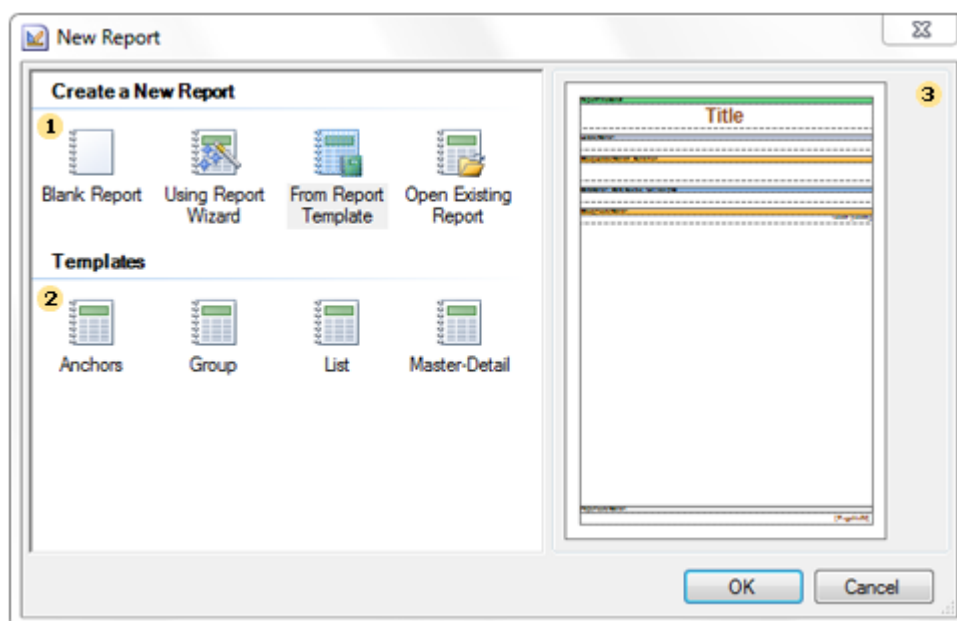 New Report
Create a New Report
1
Blank Report
Using Report
Wizard
From Report
Template
Open Existing
Report
Templates
2
Anchors
Group
List
Master-Detail
3
Title
OK
Cancel